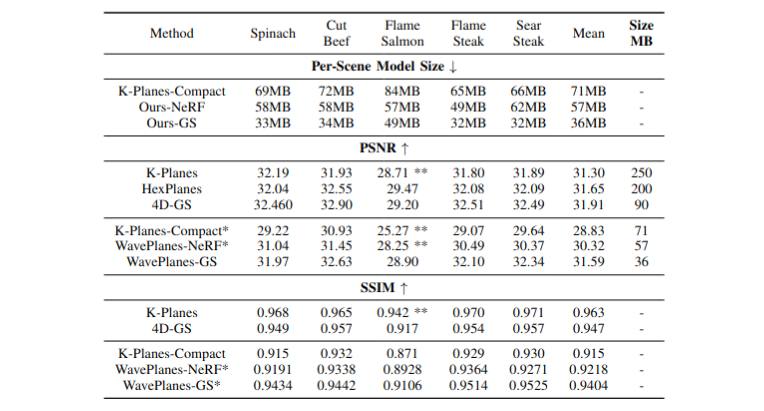 Method Spinach Cut Beef Flame Salmon Flame Steak Sear Steak Mean Size MB
Per-Scene Model Size ↓
K-Planes-Compact 69MB 72MB 84MB 65MB 66MB 71MB -
Ours-NeRF 58MB 58MB 57MB 49MB 62MB 57MB -
Ours-GS 33MB 34MB 49MB 32MB 32MB 36MB -
PSNR ↑
K-Planes 32.19 31.93 28.71 ** 31.80 31.89 31.30 250
HexPlanes 32.04 32.55 29.47 32.08 32.09 31.65 200
4D-GS 32.460 32.90 29.20 32.51 32.49 31.91 90
K-Planes-Compact* 29.22 30.93 25.27 ** 29.07 29.64 28.83 71
WavePlanes-NeRF* 31.04 31.45 28.25 ** 30.49 30.37 30.32 57
WavePlanes-GS 31.97 32.63 28.90 32.10 32.34 31.59 36
SSIM ↑
K-Planes 0.968 0.965 0.942 ** 0.970 0.971 0.963 -
4D-GS 0.949 0.957 0.917 0.954 0.957 0.947 -
K-Planes-Compact 0.915 0.932 0.871 0.929 0.930 0.915 -
WavePlanes-NeRF* 0.9191 0.9338 0.8928 0.9364 0.9271 0.9218 -
WavePlanes-GS* 0.9434 0.9442 0.9106 0.9514 0.9525 0.9404 -